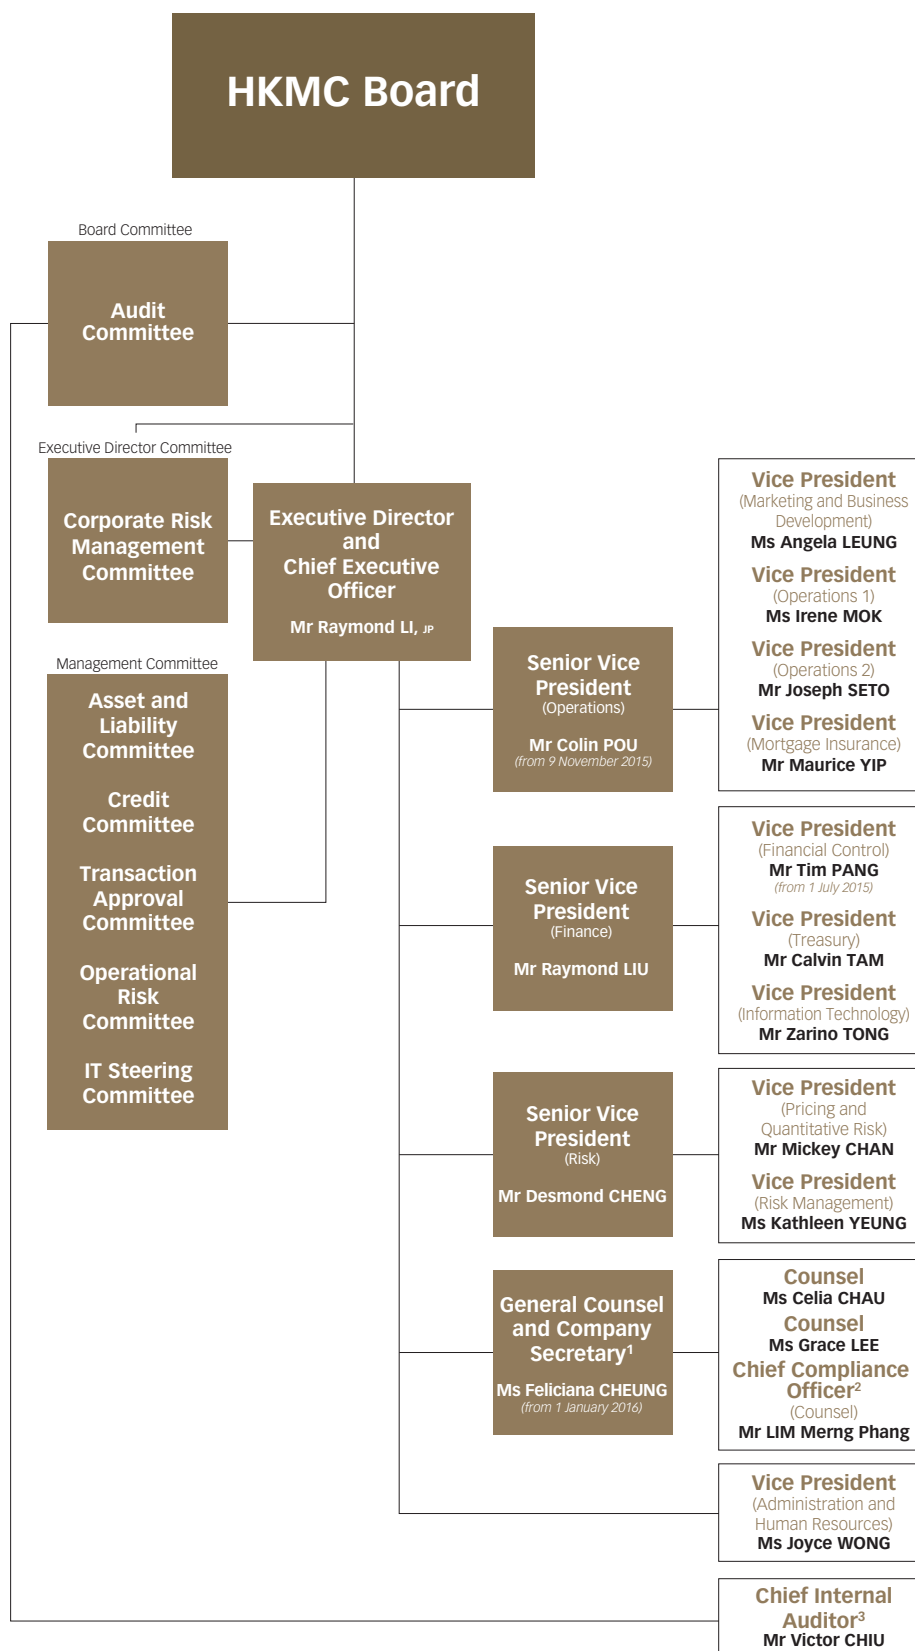 HKMC Board
Board Committee
Audit
Committee
Executive Director Committee
Corporate Risk
Management
Committee
Executive Director
and
Chief Executive
Officer
Mr Raymond LI, JP
Management Committee
Asset and
Liability
Committee
Credit
Committee
Transaction
Approval
Committee
Operational
Risk
Committee
IT Steering
Committee
Senior Vice
President
(Operations)
Mr Colin POU
(from 9 November 2015)
Vice President
(Marketing and Business
Development)
Ms Angela LEUNG
Vice President
(Operations 1)
Ms Irene MOK
Vice President
(Operations 2)
Mr Joseph SETO
Vice President
(Mortgage Insurance)
Mr Maurice YIP
Senior Vice
President
(Finance)
Mr Raymond LIU
Vice President
(Financial Control)
Mr Tim PANG
(from 1 July 2015)
Vice President
(Treasury)
Mr Calvin TAM
Vice President
(Information Technology)
Mr Zarino TONG
Senior Vice
President
(Risk)
Mr Desmond CHENG
Vice President
(Pricing and
Quantitative Risk)
Mr Mickey CHAN
Vice President
(Risk Management)
Ms Kathleen YEUNG
General Counsel
and Company
Secretary¹
Ms Feliciana CHEUNG
(from 1 January 2016)
Counsel
Ms Celia CHAU
Counsel
Ms Grace LEE
Chief Compliance
Officer²
(Counsel)
Mr LIM Merng Phang
Vice President
(Administration and
Human Resources)
Ms Joyce WONG
Chief Internal
Auditor³
Mr Victor CHIU